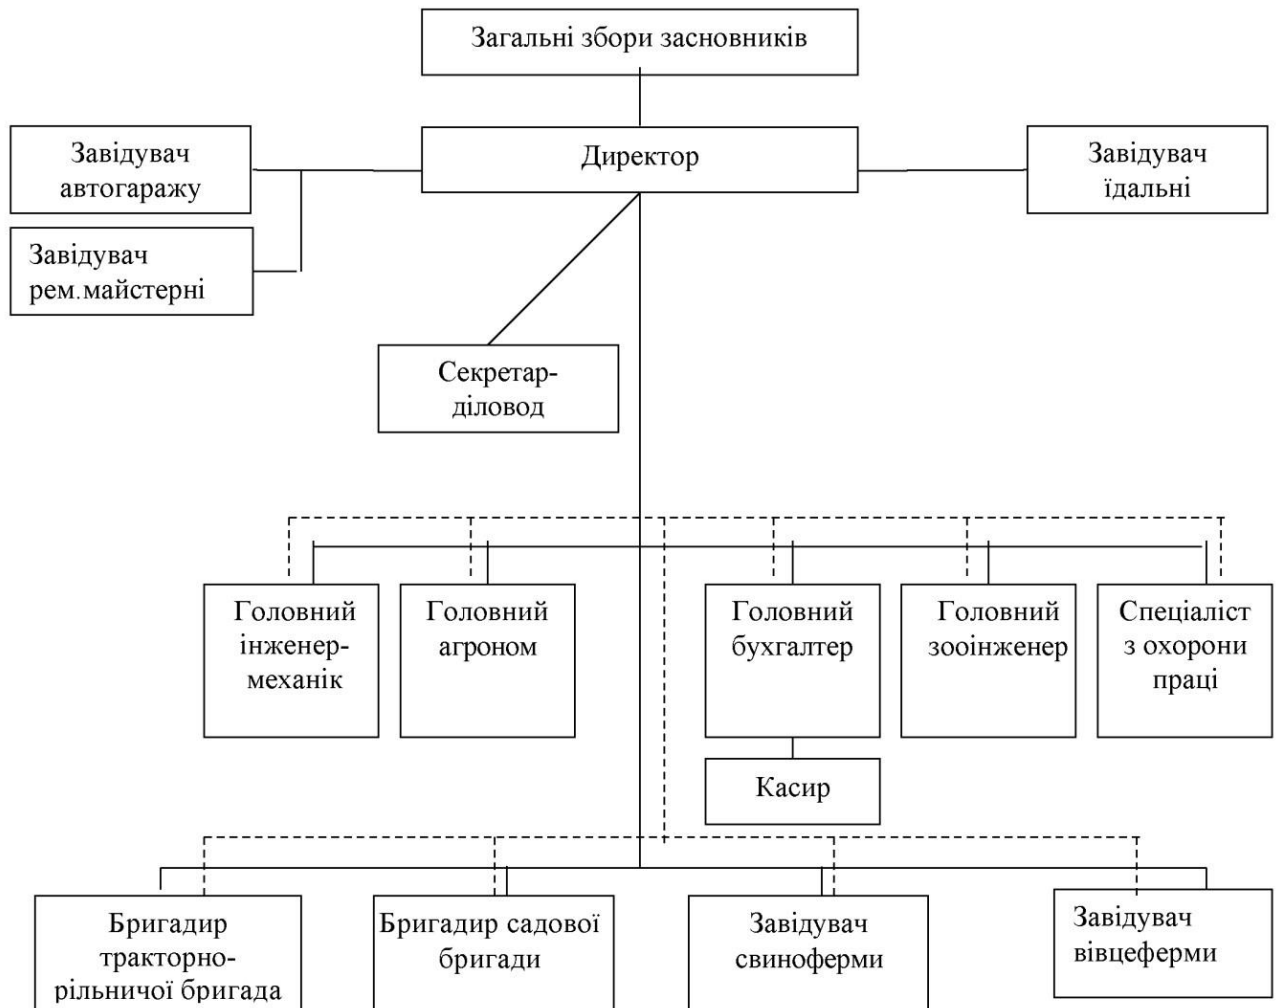 Загальні збори засновників
Завідувач
автогаражу
Директор
Завідувач
їдальні
Завідувач
рем.майстерні
Секретар-
діловод
Головний
інженер-
механік
Головний
агроном
Головний
бухгалтер
Головний
зооінженер
Спеціаліст
з охорони
праці
Касир
Бригадир
тракторно-
рільничої бригада
Бригадир садової
бригади
Завідувач
свиноферми
Завідувач
вівцеферми